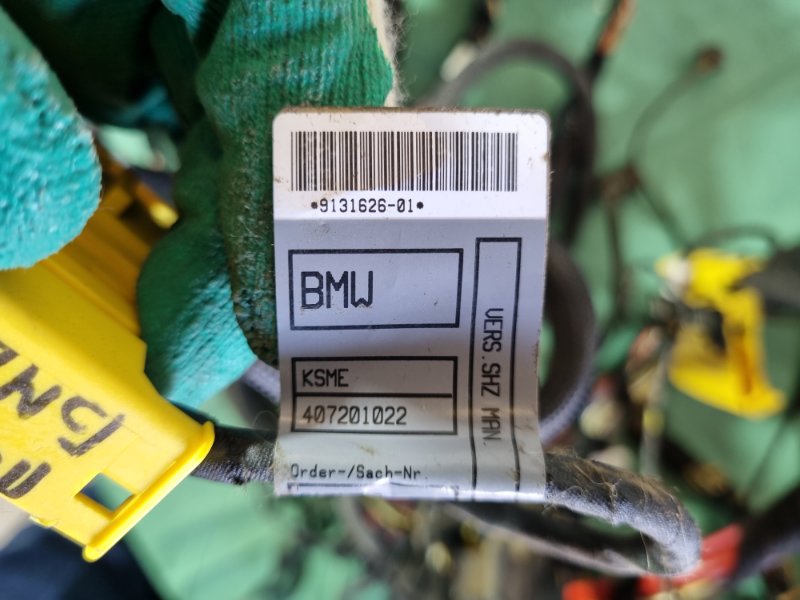 *9131626-01*
BMW
VERS.SHZ MAN.
KSME
407201022
Order-/Sach-Nr.